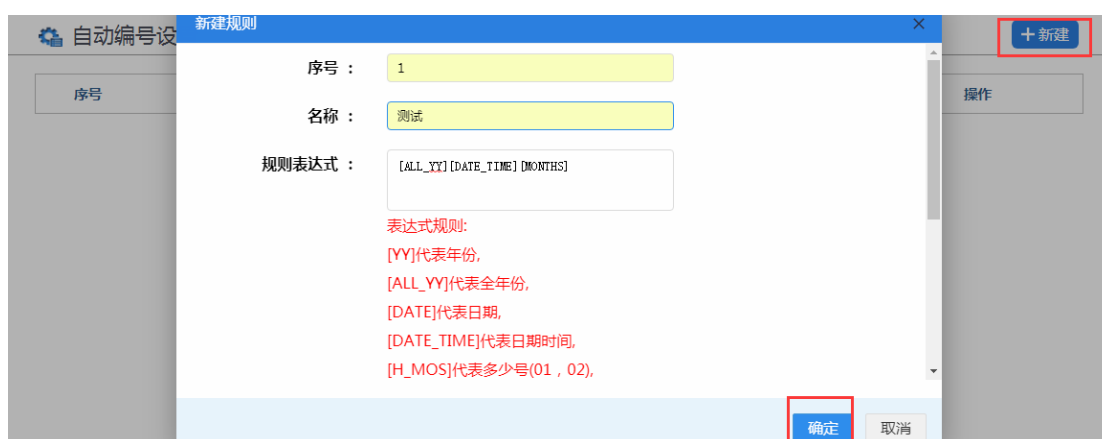 自动编号设
新建规则
×
+新建
序号
操作
序号 ：
1
名称 ：
测试
规则表达式 ：
[ALL_YY][DATE_TIME][MONTHS]
表达式规则:
[YY]代表年份,
[ALL_YY]代表全年份,
[DATE]代表日期,
[DATE_TIME]代表日期时间,
[H_MOS]代表多少号(01，02),
确定
取消